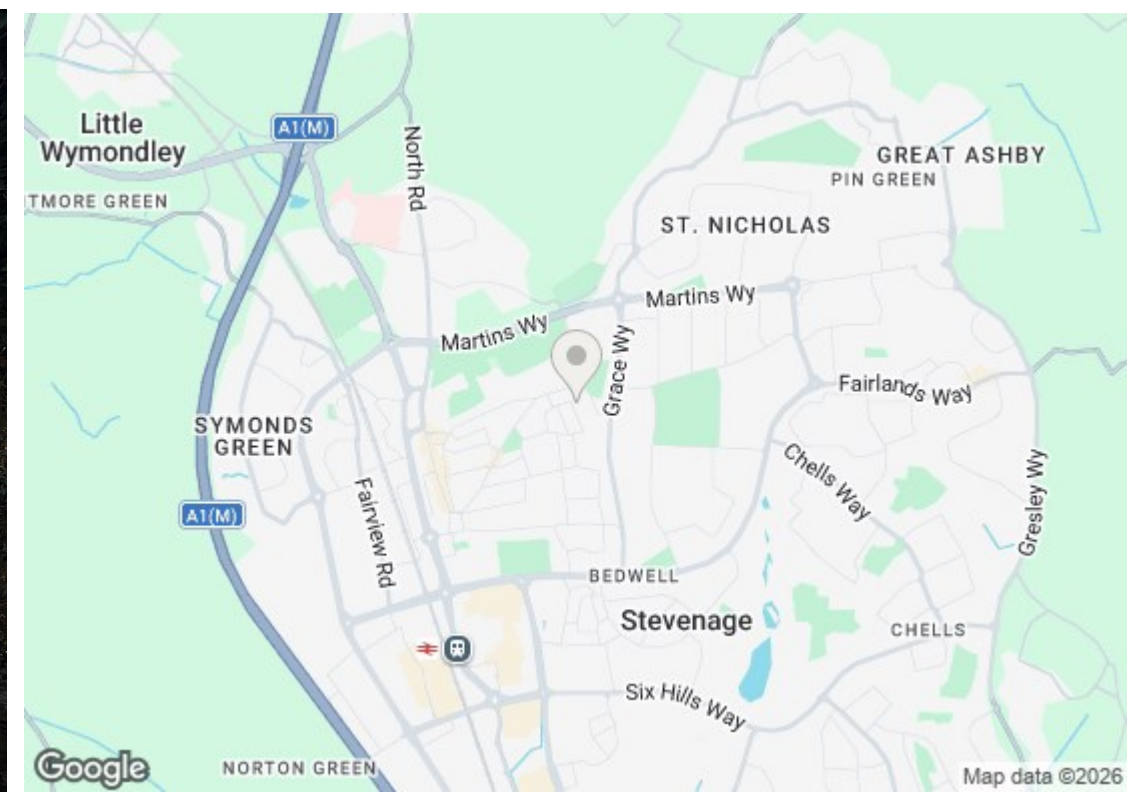 Little
Wymondley
A1(M)
North Rd
GREAT ASHBY
PIN GREEN
TMORE GREEN
ST. NICHOLAS
Martins Wy
Martins Wy
Grace Wy
Fairlands Way
SYMONDS
GREEN
Chells Way
Gresley Wy
A1(M)
Fairview Rd
BEDWELL
Stevenage
CHELLS
Six Hills Way
NORTON GREEN
Google
Map data ©2026